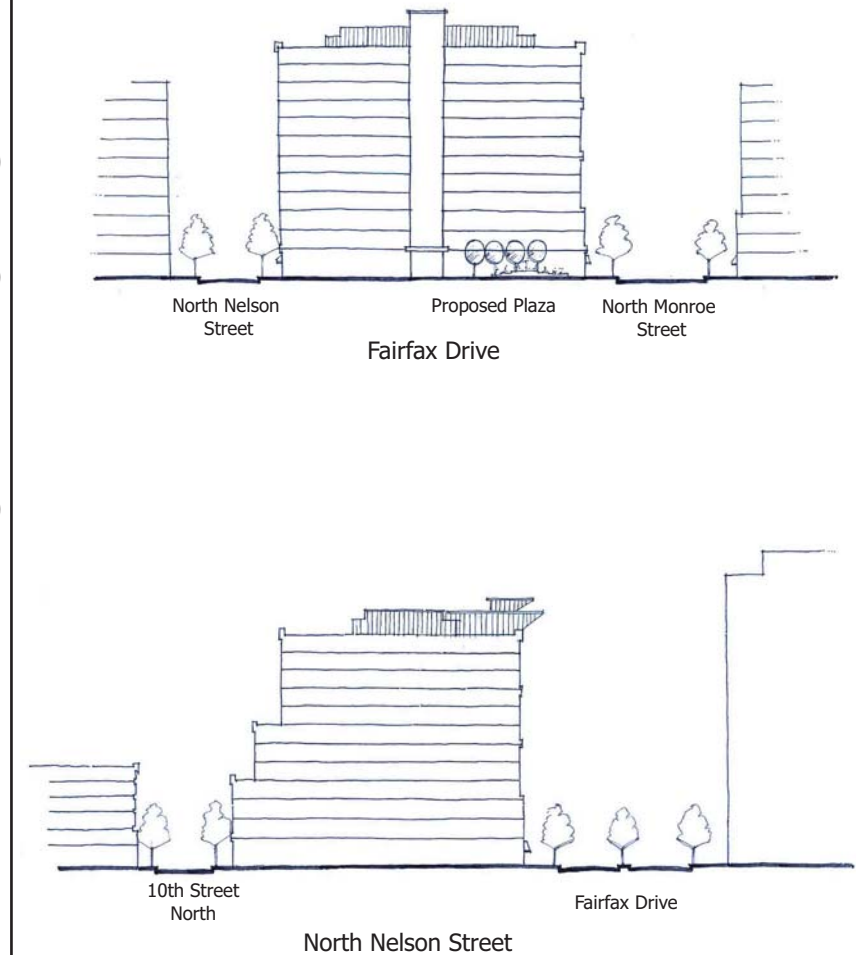 North Nelson
Street
Proposed Plaza
North Monroe
Street
Fairfax Drive
10th Street
North
Fairfax Drive
North Nelson Street